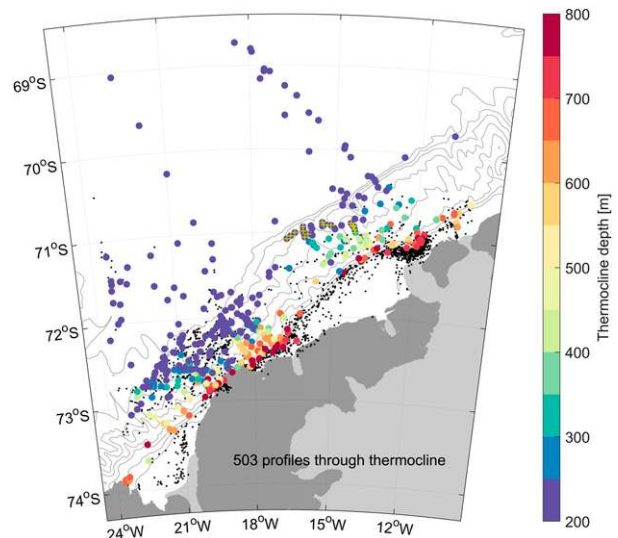 800
69°S
700
70°S
600
Thermocline depth [m]
71°S
500
72°S
400
73°S
300
503 profiles through thermocline
74°S
200
24°W 21°W 18°W 15°W 12°W